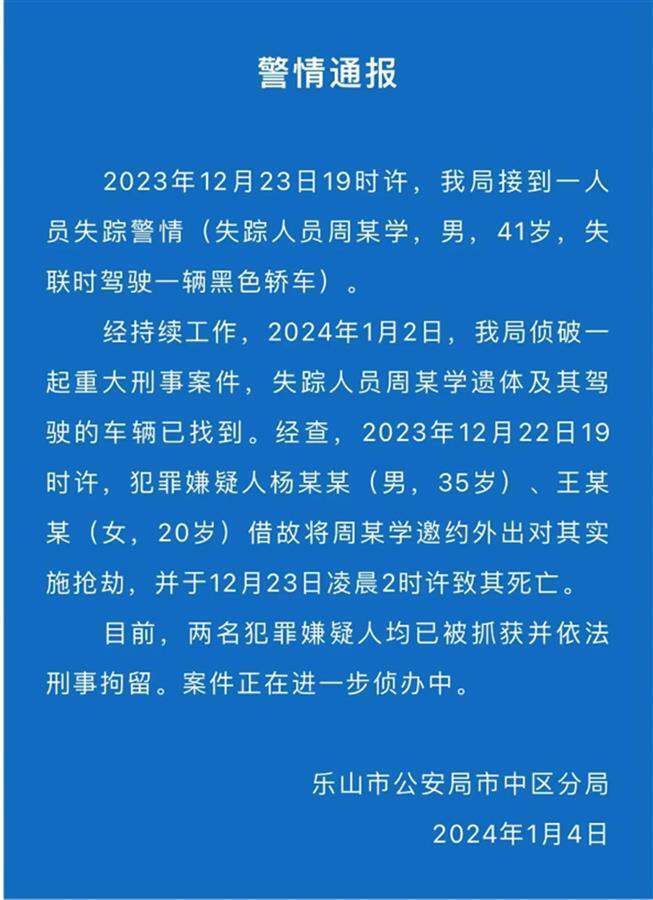 警情通报
2023年12月23日19时许，我局接到一人
员失踪警情（失踪人员周某学，男，41岁，失
联时驾驶一辆黑色轿车）。
经持续工作，2024年1月2日，我局侦破一
起重大刑事案件，失踪人员周某学遗体及其驾
驶的车辆已找到。经查，2023年12月22日19
时许，犯罪嫌疑人杨某某（男，35岁）、王某
某（女，20岁）借故将周某学邀约外出对其实
施抢劫，并于12月23日凌晨2时许致其死亡。
目前，两名犯罪嫌疑人均已被抓获并依法
刑事拘留。案件正在进一步侦办中。
乐山市公安局市中区分局
2024年1月4日